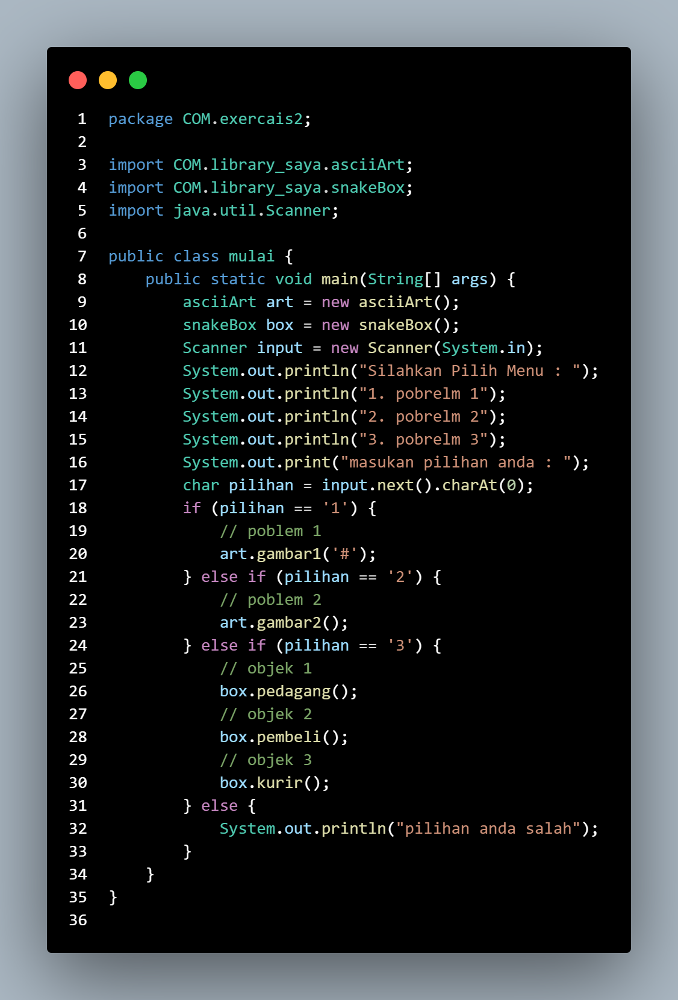 1 package COM.exercais2;
2
3 import COM.library_saya.asciiArt;
4 import COM.library_saya.snakeBox;
5 import java.util.Scanner;
6
7 public class mulai {
8     public static void main(String[] args) {
9         asciiArt art = new asciiArt();
10         snakeBox box = new snakeBox();
11         Scanner input = new Scanner(System.in);
12         System.out.println("Silahkan Pilih Menu : ");
13         System.out.println("1. pobrelm 1");
14         System.out.println("2. pobrelm 2");
15         System.out.println("3. pobrelm 3");
16         System.out.print("masukan pilihan anda : ");
17         char pilihan = input.next().charAt(0);
18         if (pilihan == '1') {
19             // poblem 1
20             art.gambar1('#');
21         } else if (pilihan == '2') {
22             // poblem 2
23             art.gambar2();
24         } else if (pilihan == '3') {
25             // objek 1
26             box.pedagang();
27             // objek 2
28             box.pembeli();
29             // objek 3
30             box.kurir();
31         } else {
32             System.out.println("pilihan anda salah");
33         }
34     }
35 }
36